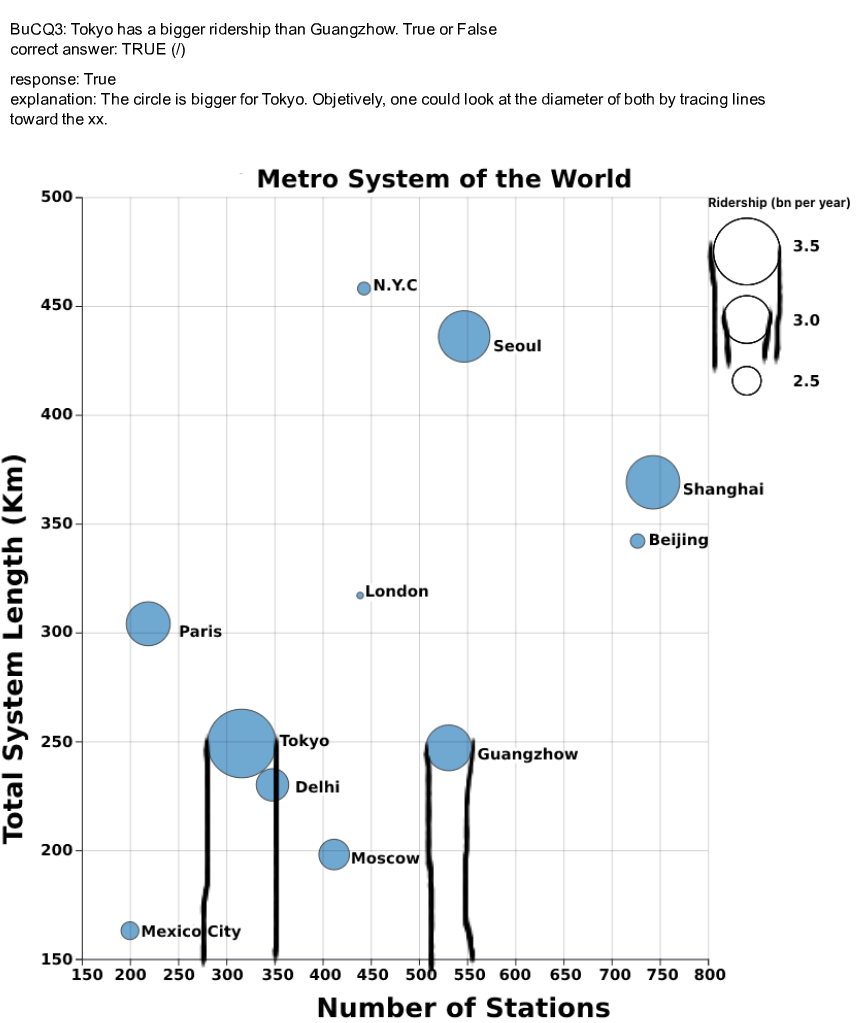 BuCQ3: Tokyo has a bigger ridership than Guangzhow. True or False
correct answer: TRUE (/)
response: True
explanation: The circle is bigger for Tokyo. Objetively, one could look at the diameter of both by tracing lines
toward the xx.
Metro System of the World
Ridership (bn per year)
3.5
3.0
2.5
Total System Length (Km)
500
450
400
350
300
250
200
150
N.Y.C
Seoul
Shanghai
Beijing
London
Paris
Tokyo
Guangzhow
Delhi
Moscow
Mexico City
150 200 250 300 350 400 450 500 550 600 650 700 750 800
Number of Stations